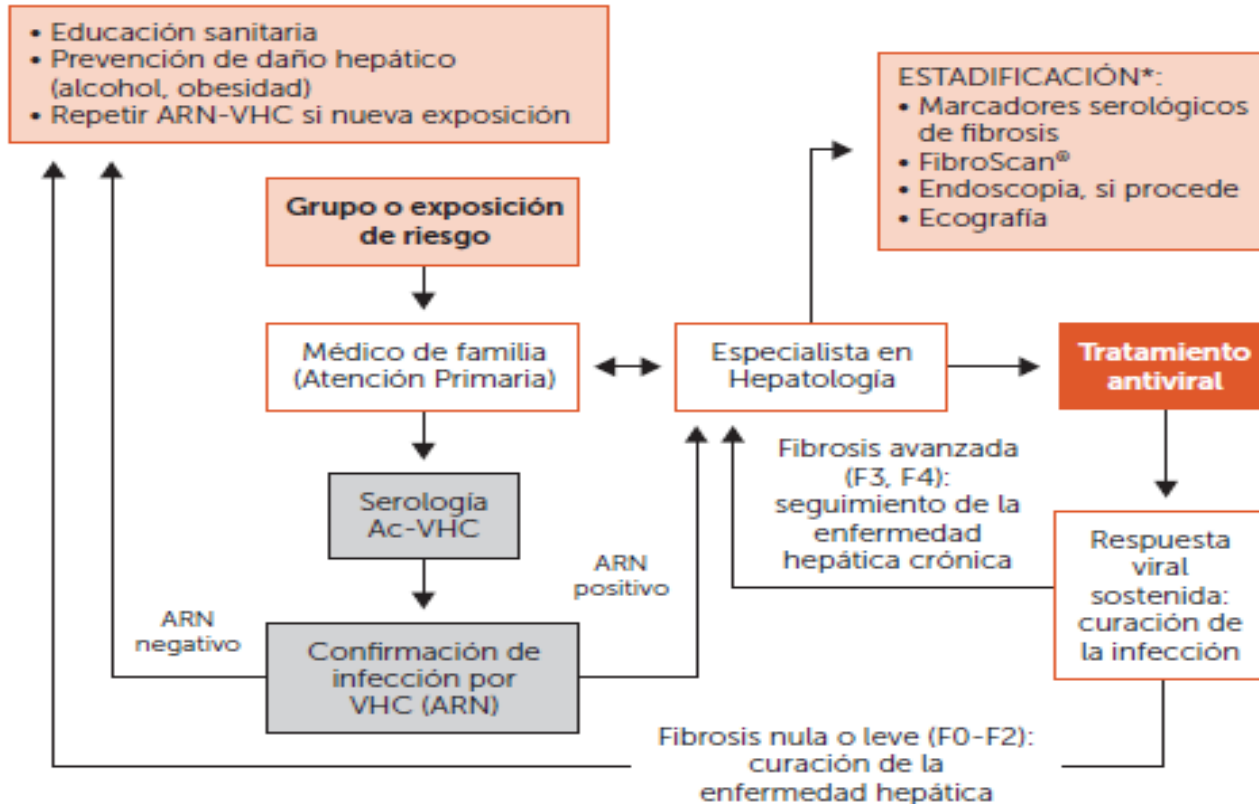 • Educación sanitaria
• Prevención de daño hepático
(alcohol, obesidad)
• Repetir ARN-VHC si nueva exposición
ESTADIFICACIÓN*:
• Marcadores serológicos
de fibrosis
• FibroScan®
• Endoscopia, si procede
• Ecografía
Grupo o exposición
de riesgo
Médico de familia
(Atención Primaria)
Especialista en
Hepatología
Tratamiento
antiviral
Serología
Ac-VHC
Fibrosis avanzada
(F3, F4):
seguimiento de la
enfermedad
hepática crónica
Respuesta
viral
sostenida:
curación de
la infección
ARN
positivo
ARN
negativo
Confirmación de
infección por
VHC (ARN)
Fibrosis nula o leve (F0-F2):
curación de la
enfermedad hepática